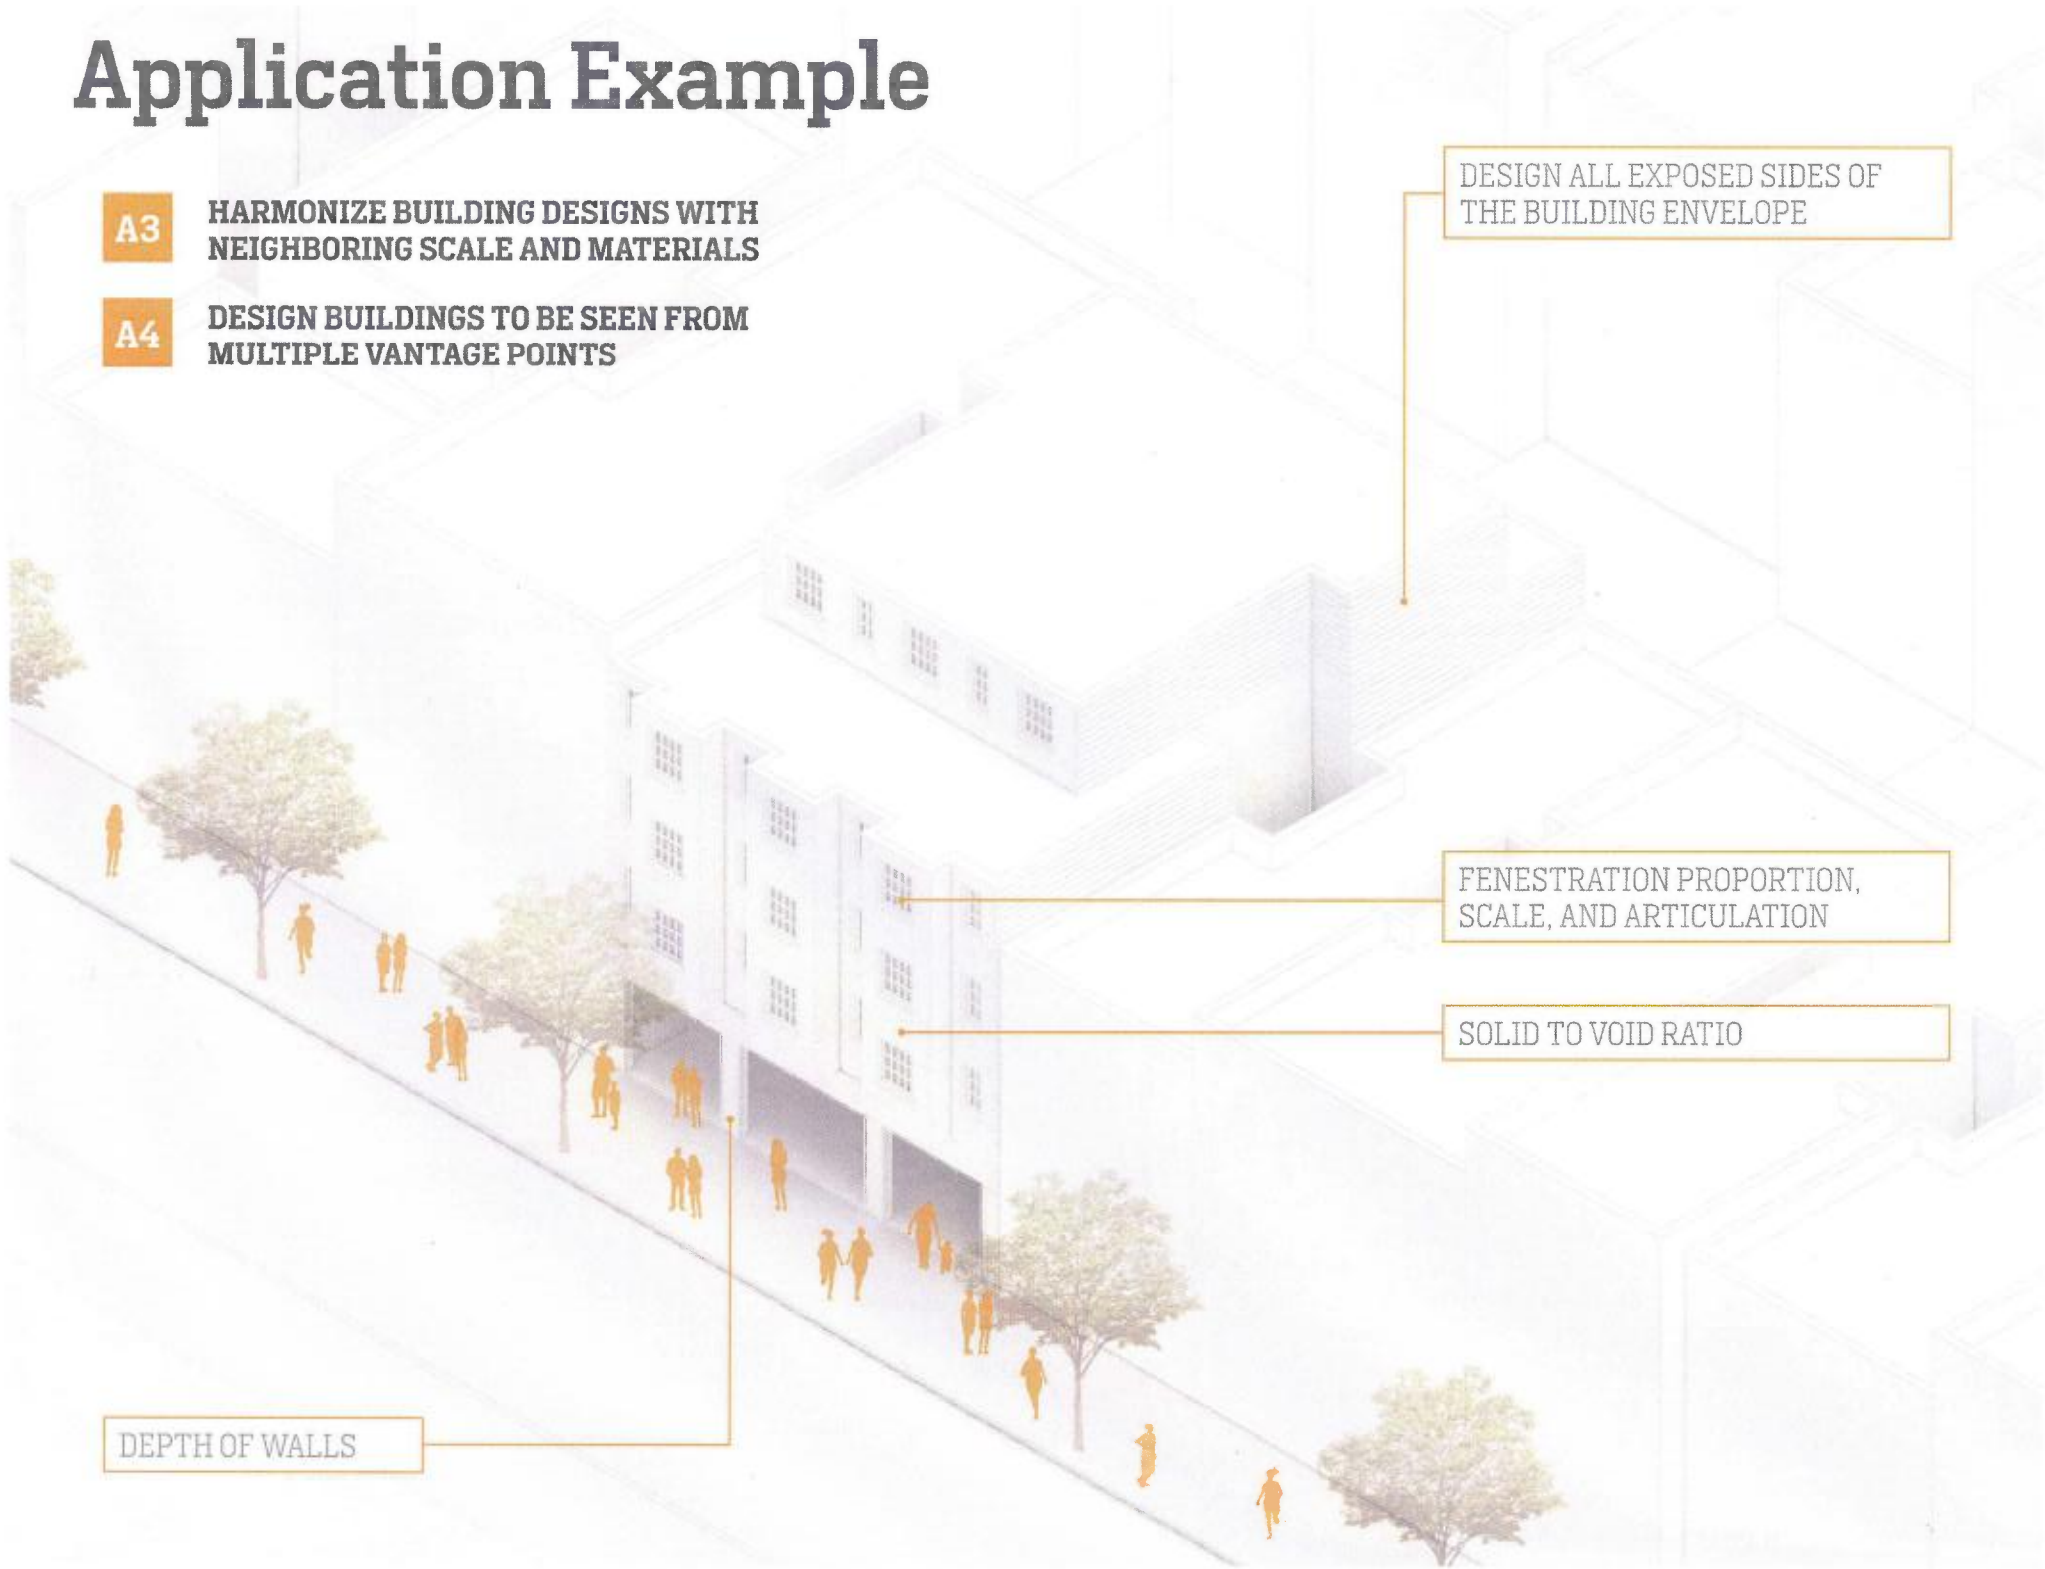 Application Example
A3
HARMONIZE BUILDING DESIGNS WITH
NEIGHBORING SCALE AND MATERIALS
A4
DESIGN BUILDINGS TO BE SEEN FROM
MULTIPLE VANTAGE POINTS
DESIGN ALL EXPOSED SIDES OF
THE BUILDING ENVELOPE
FENESTRATION PROPORTION,
SCALE, AND ARTICULATION
SOLID TO VOID RATIO
DEPTH OF WALLS